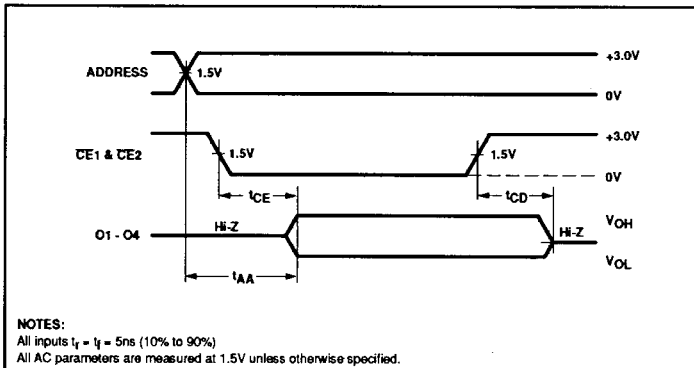 ADDRESS
1.5V
+3.0V
0V
C̅E̅1 & C̅E̅2
1.5V
1.5V
+3.0V
0V
tCE
tCD
O1 - O4
Hi-Z
Hi-Z
VOH
VOL
tAA
NOTES:
All inputs tr = tf = 5ns (10% to 90%)
All AC parameters are measured at 1.5V unless otherwise specified.